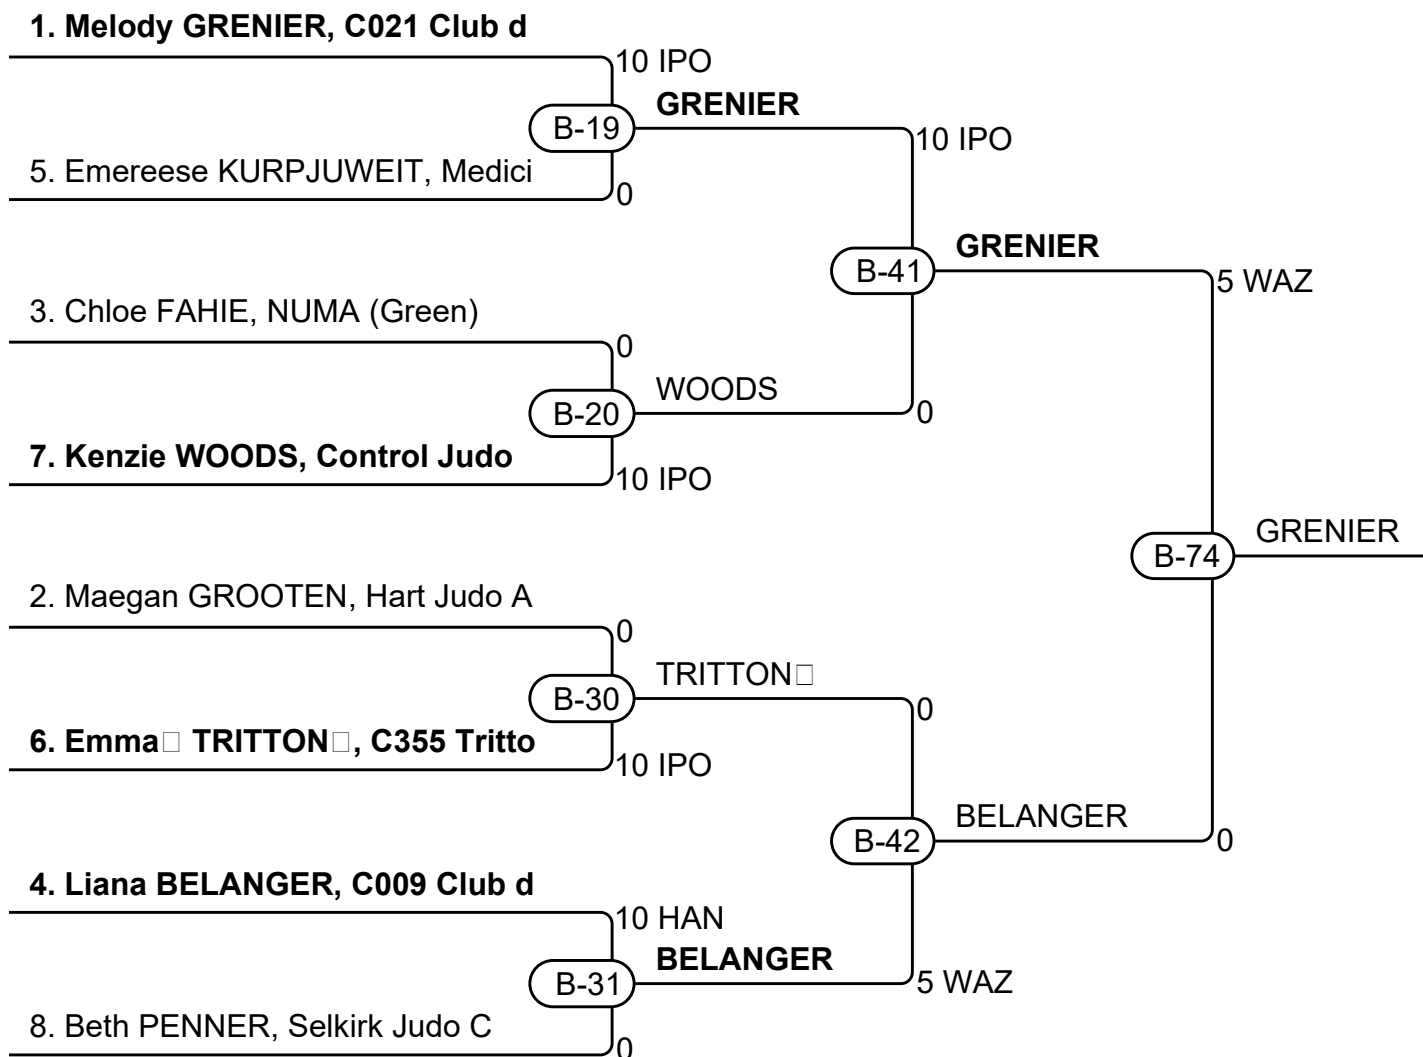 1. Melody GRENIER, C021 Club d
10 IPO
GRENIER
B-19
10 IPO
5. Emereese KURPJUWEIT, Medici
0
GRENIER
B-41
5 WAZ
3. Chloe FAHIE, NUMA (Green)
0
WOODS
B-20
0
7. Kenzie WOODS, Control Judo
10 IPO
GRENIER
B-74
2. Maegan GROOTEN, Hart Judo A
0
TRITTON□
B-30
0
6. Emma□ TRITTON□, C355 Tritto
10 IPO
BELANGER
B-42
0
4. Liana BELANGER, C009 Club d
10 HAN
BELANGER
B-31
5 WAZ
8. Beth PENNER, Selkirk Judo C
0